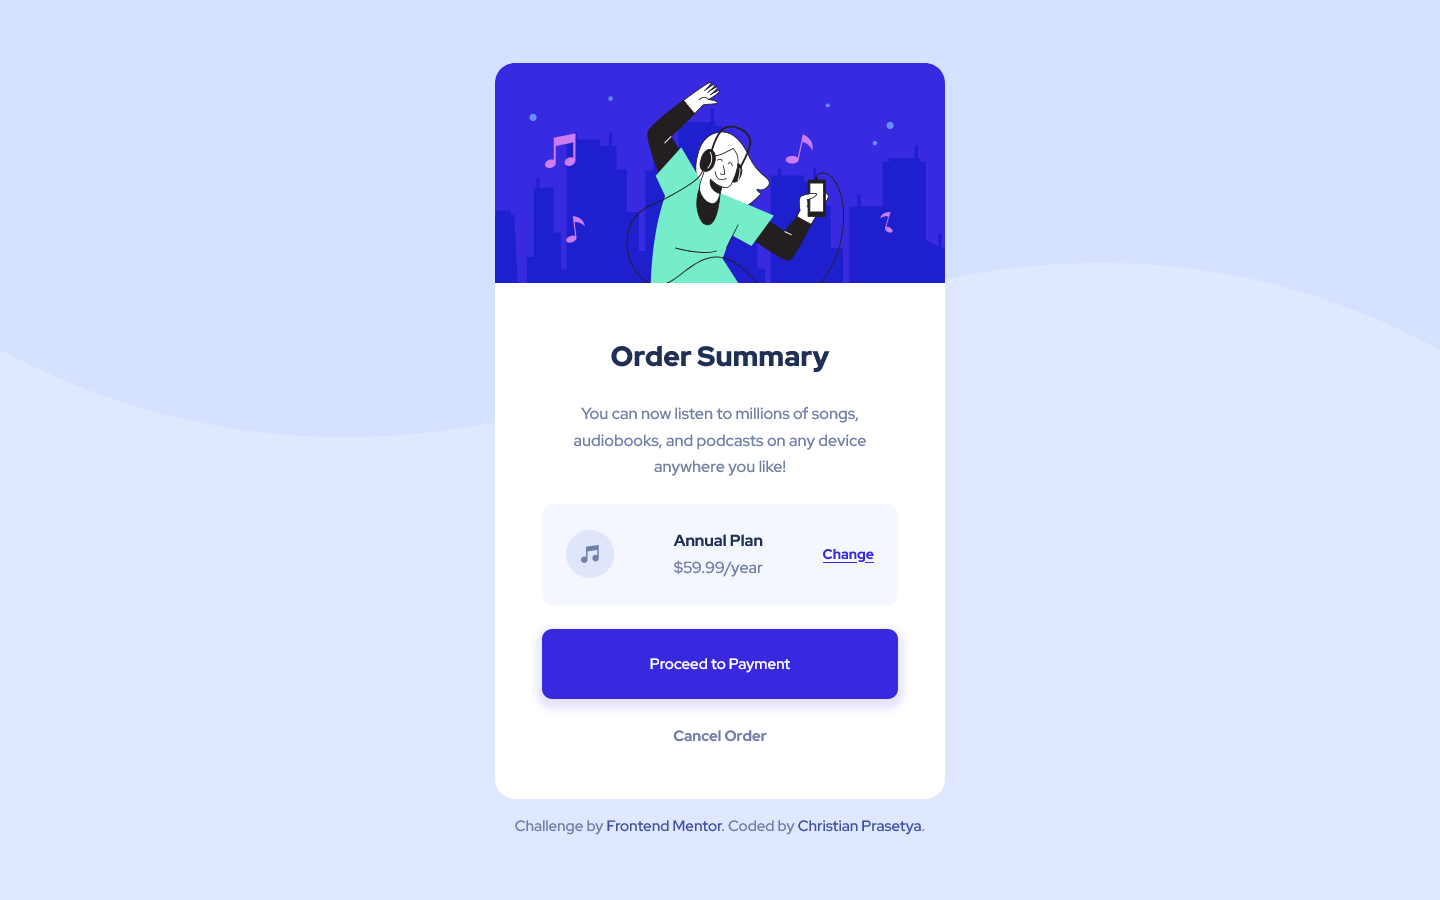 Order Summary
You can now listen to millions of songs,
audiobooks, and podcasts on any device
anywhere you like!
Annual Plan
$59.99/year
Change
Proceed to Payment
Cancel Order
Challenge by Frontend Mentor. Coded by Christian Prasetya.